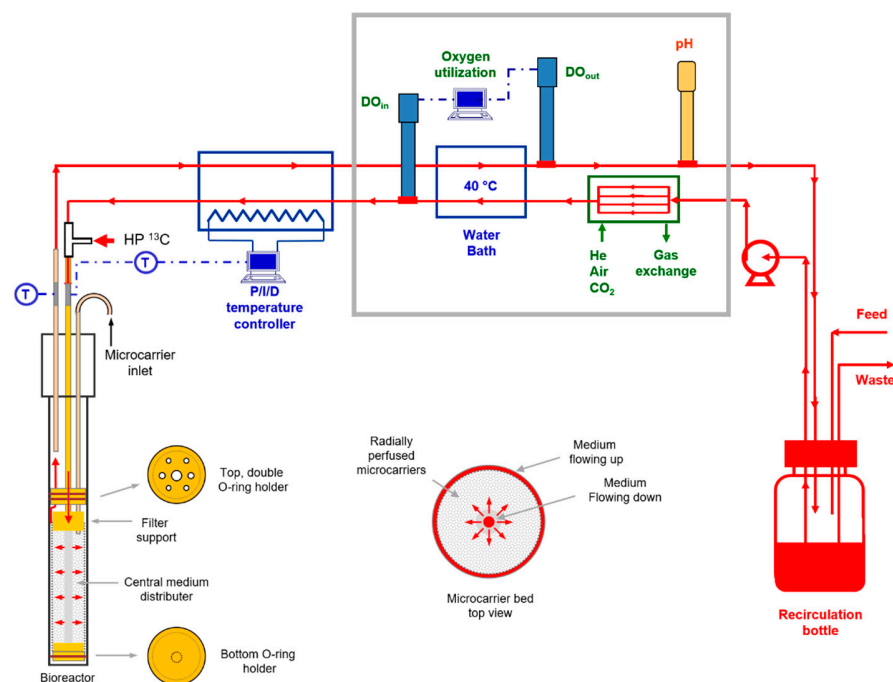 Oxygen
utilization
DOin
DOout
pH
40 °C
Water
Bath
He
Air
CO2
Gas
exchange
HP 13C
T
T
P/I/D
temperature
controller
Microcarrier
inlet
Feed
Waste
Top, double
O-ring holder
Filter
support
Central medium
distributer
Bottom O-ring
holder
Bioreactor
Radially
perfused
microcarriers
Medium
flowing up
Medium
Flowing down
Microcarrier bed
top view
Recirculation
bottle